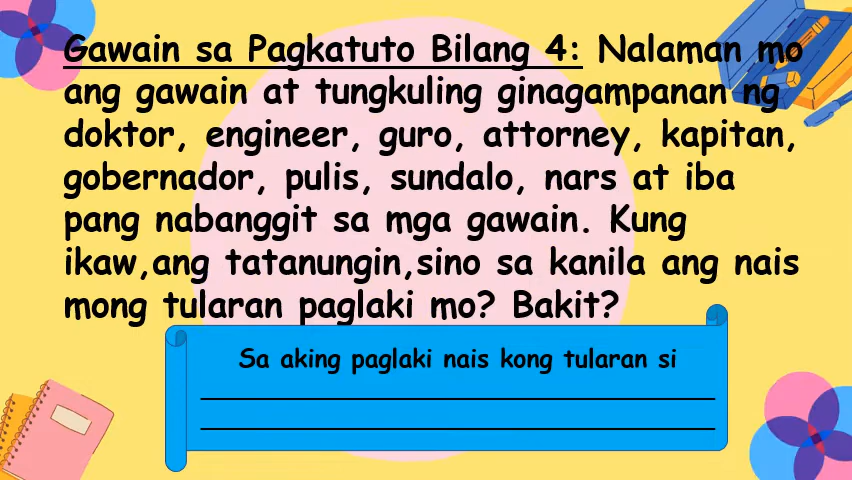 Gawain sa Pagkatuto Bilang 4: Nalaman mo
ang gawain at tungkuling ginagampanan ng
doktor, engineer, guro, attorney, kapitan,
gobernador, pulis, sundalo, nars at iba
pang nabanggit sa mga gawain. Kung
ikaw,ang tatanungin,sino sa kanila ang nais
mong tularan paglaki mo? Bakit?
Sa aking paglaki nais kong tularan si